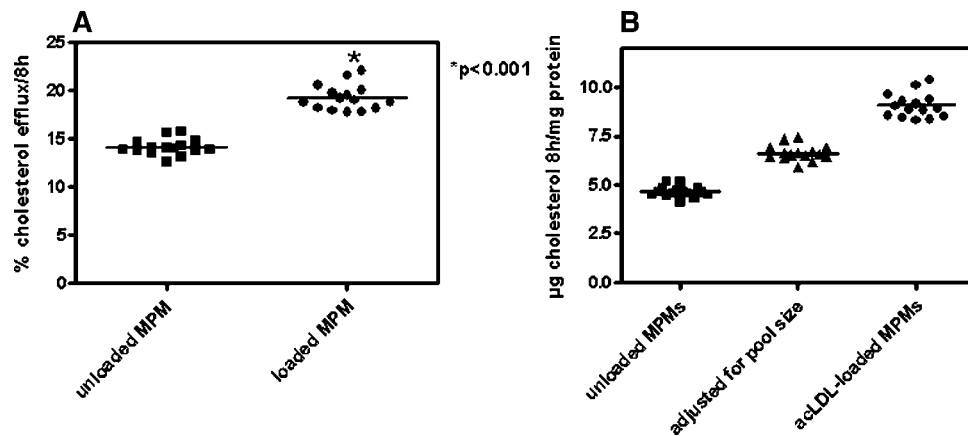 A
% cholesterol efflux/8h
25
20
15
10
5
0
*
*p<0.001
unloaded MPM
loaded MPM
B
µg cholesterol 8h/mg protein
10.0
7.5
5.0
2.5
0.0
unloaded MPMs
adjusted for pool size
acLDL-loaded MPMs